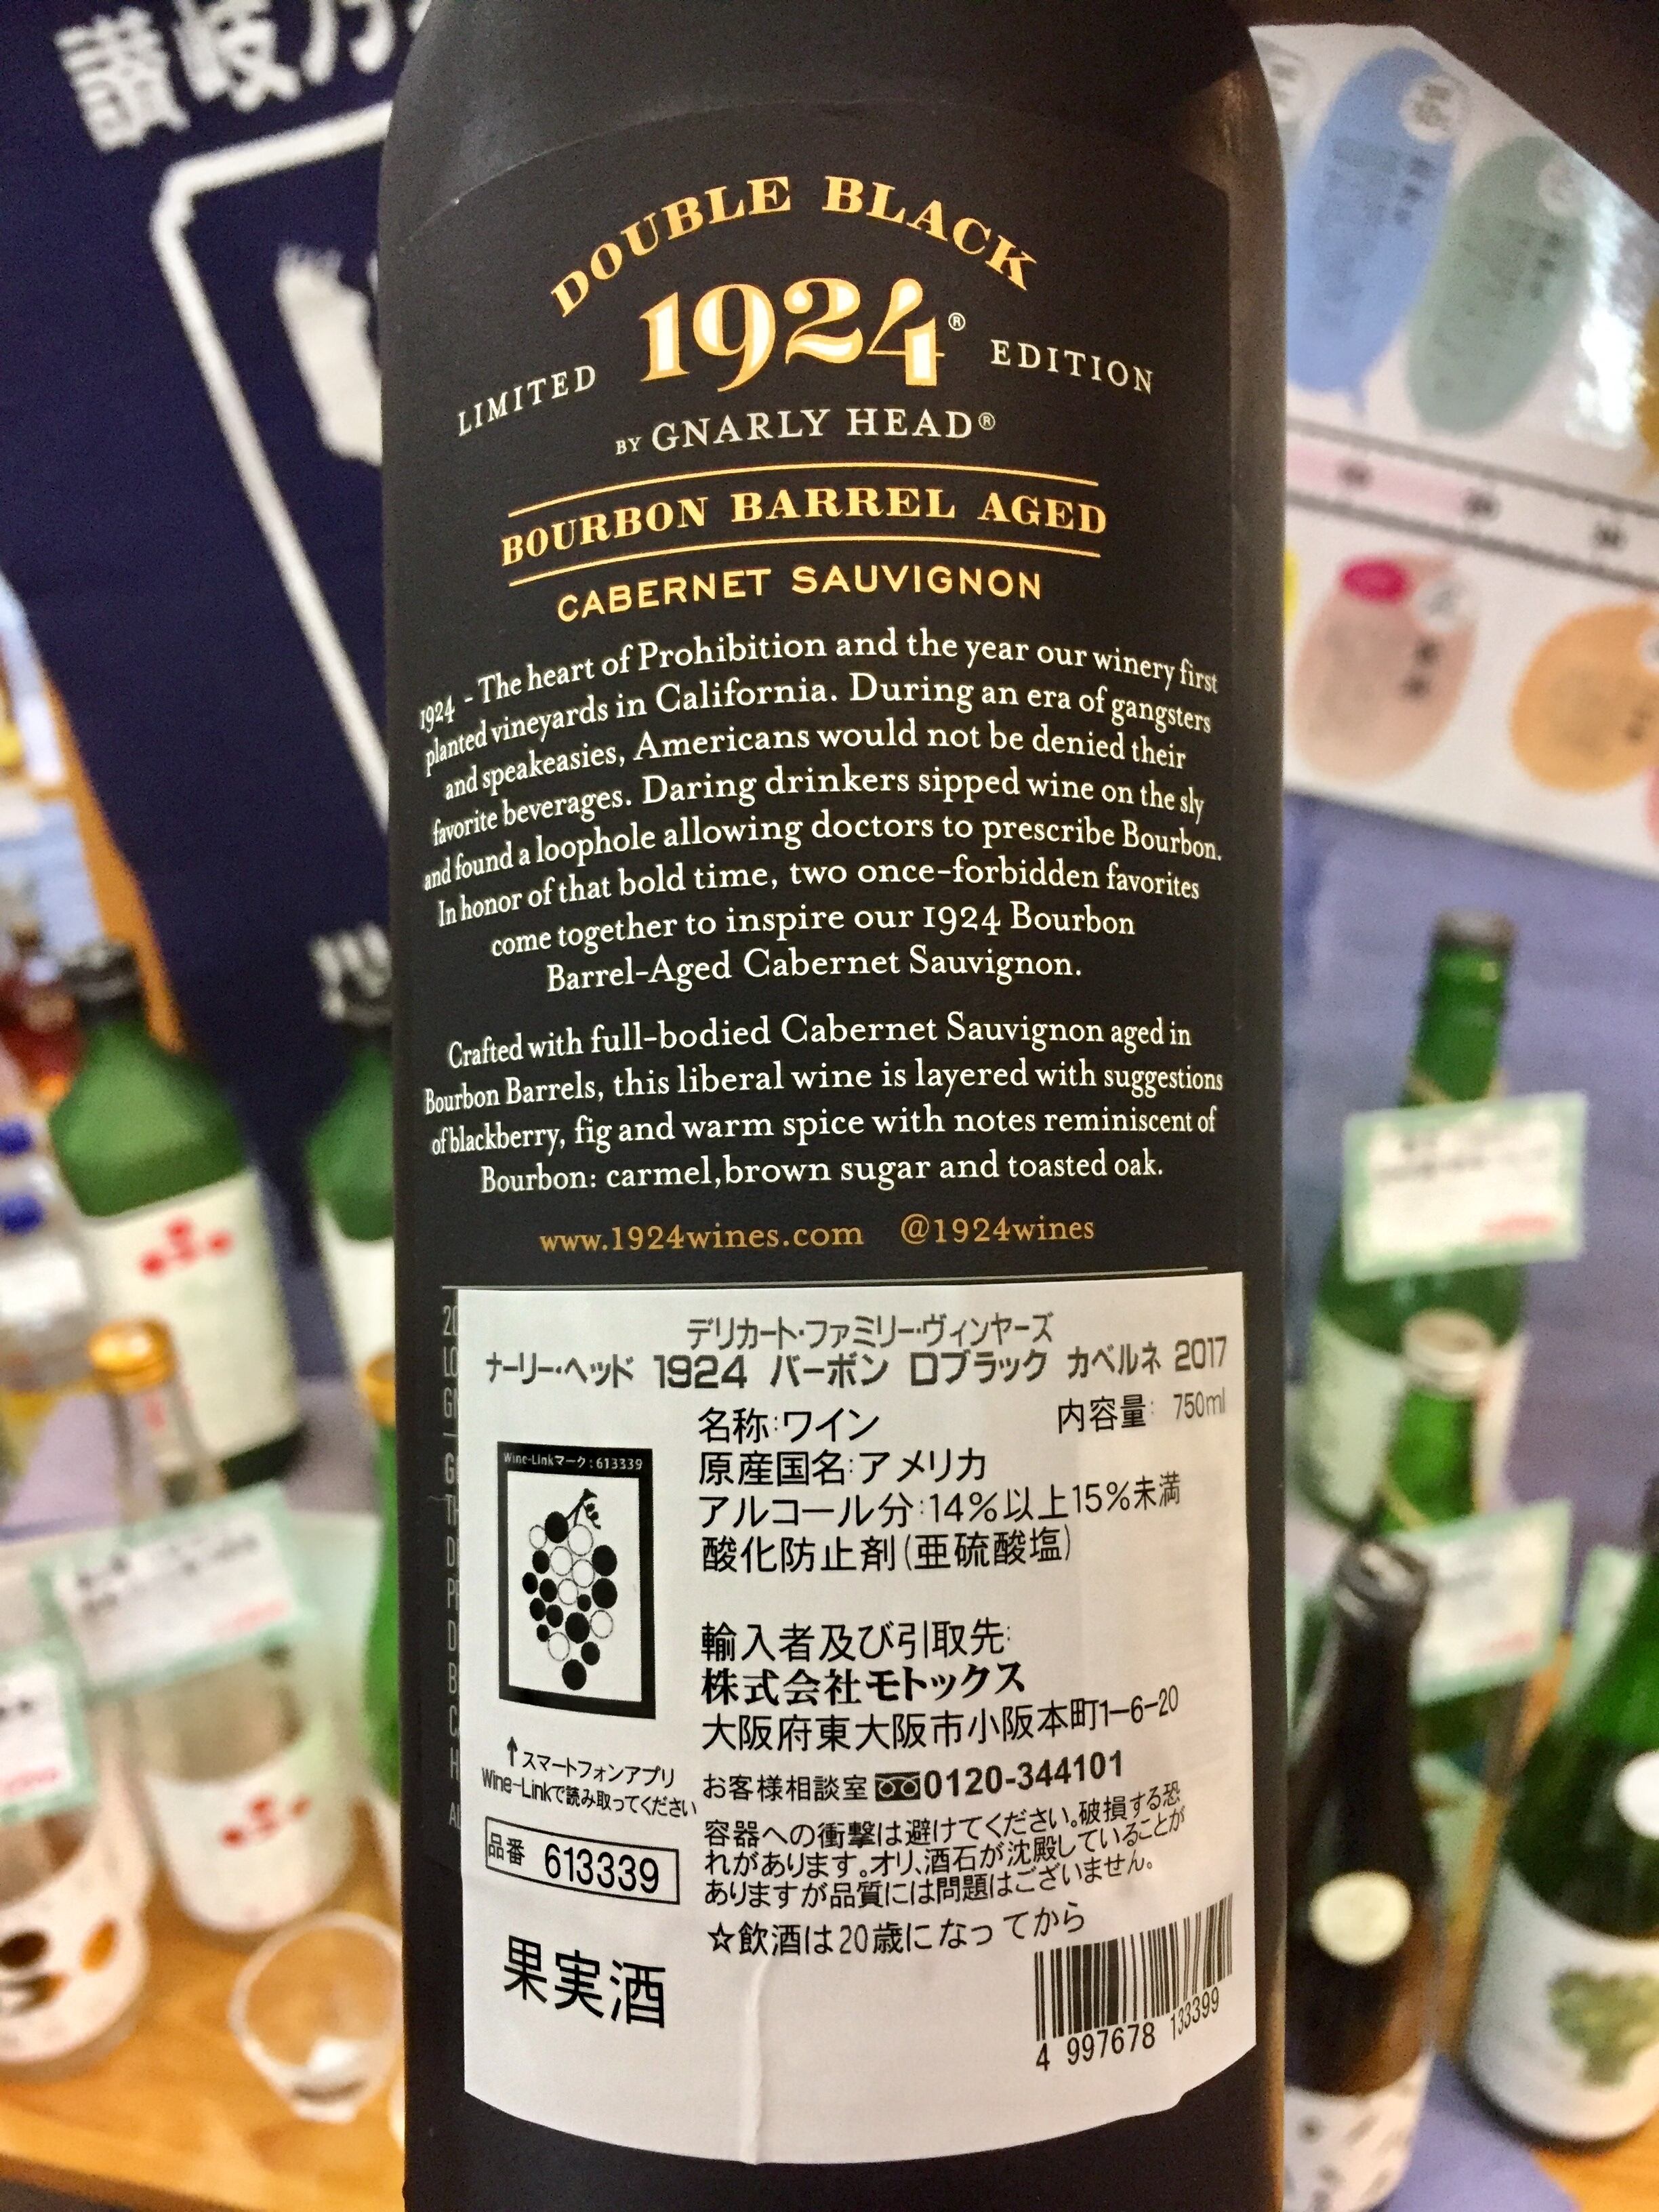 讃岐
DOUBLE BLACK
1924®
LIMITED EDITION
BY GNARLY HEAD®
BOURBON BARREL AGED
CABERNET SAUVIGNON
1924 - The heart of Prohibition and the year our winery first
planted vineyards in California. During an era of gangsters
and speakeasies, Americans would not be denied their
favorite beverages. Daring drinkers sipped wine on the sly
and found a loophole allowing doctors to prescribe Bourbon.
In honor of that bold time, two once-forbidden favorites
come together to inspire our 1924 Bourbon
Barrel-Aged Cabernet Sauvignon.
Crafted with full-bodied Cabernet Sauvignon aged in
Bourbon Barrels, this liberal wine is layered with suggestions
of blackberry, fig and warm spice with notes reminiscent of
Bourbon: carmel,brown sugar and toasted oak.
www.1924wines.com @1924wines
デリカート・ファミリー・ヴィンヤーズ
ナーリー・ヘッド 1924 バーボン ロブラック カベルネ 2017
名称:ワイン 内容量: 750ml
原産国名:アメリカ
アルコール分:14%以上15%未満
酸化防止剤(亜硫酸塩)
Wine-Linkマーク:613339
輸入者及び引取先:
株式会社モトックス
大阪府東大阪市小阪本町1-6-20
お客様相談室 0120-344101
↑スマートフォンアプリ
Wine-Linkで読み取ってください
品番 613339
容器への衝撃は避けてください。破損する恐
れがあります。オリ、酒石が沈殿していることが
ありますが品質には問題はございません。
☆飲酒は20歳になってから
果実酒
4 997678 133399